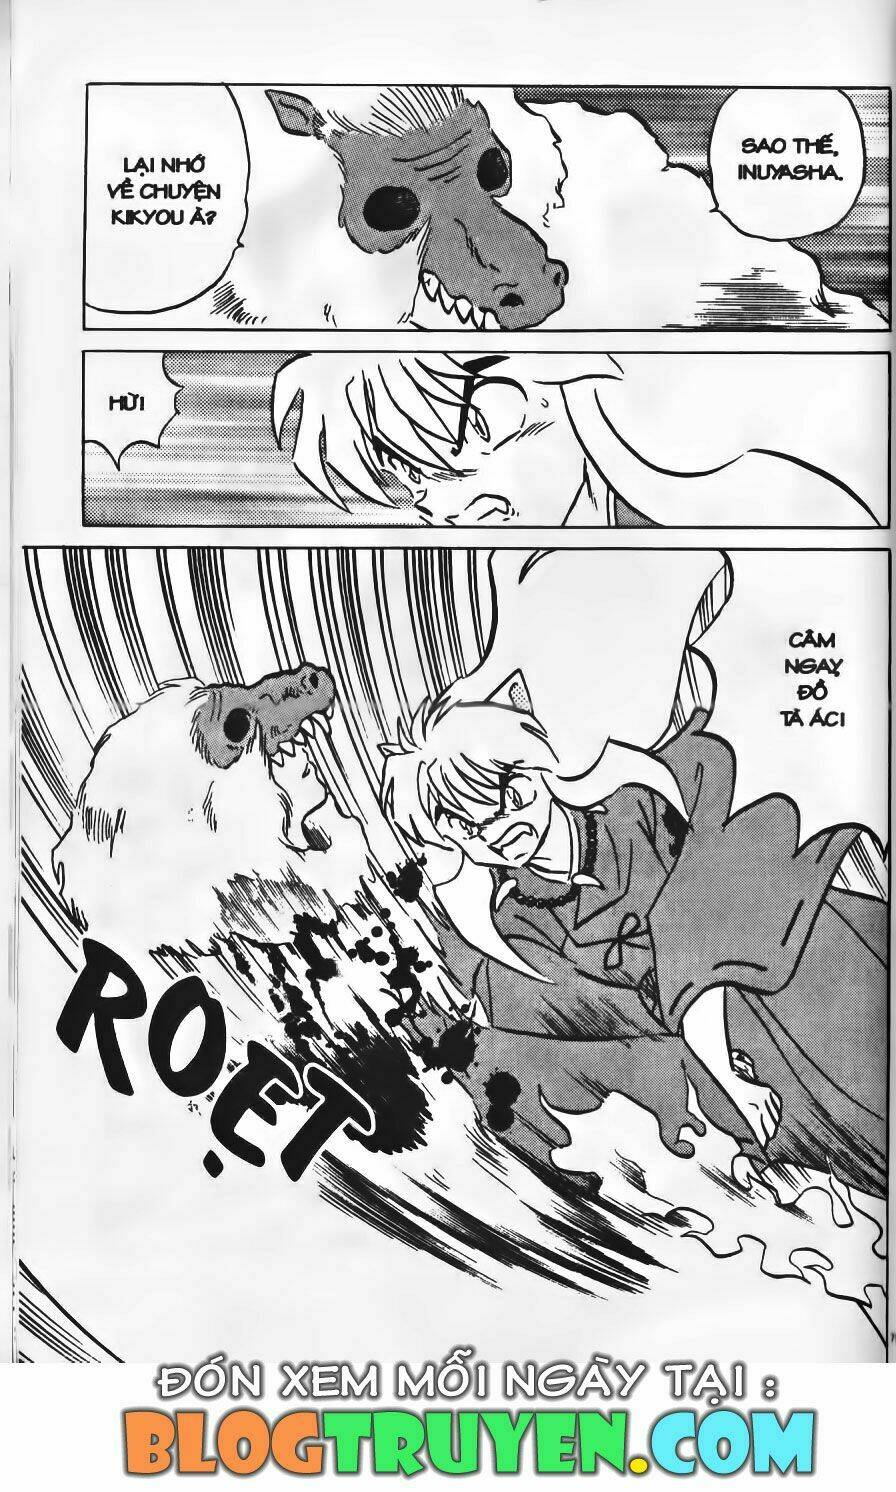 SAO THẾ,
INUYASHA.
LẠI NHỚ
VỀ CHUYỆN
KIKYOU À?
HỪ!
CÂM
NGAY,
ĐỒ
TÀ ÁC!
ROẸT
ĐÓN XEM MỖI NGÀY TẠI :
BLOGTRUYEN.COM